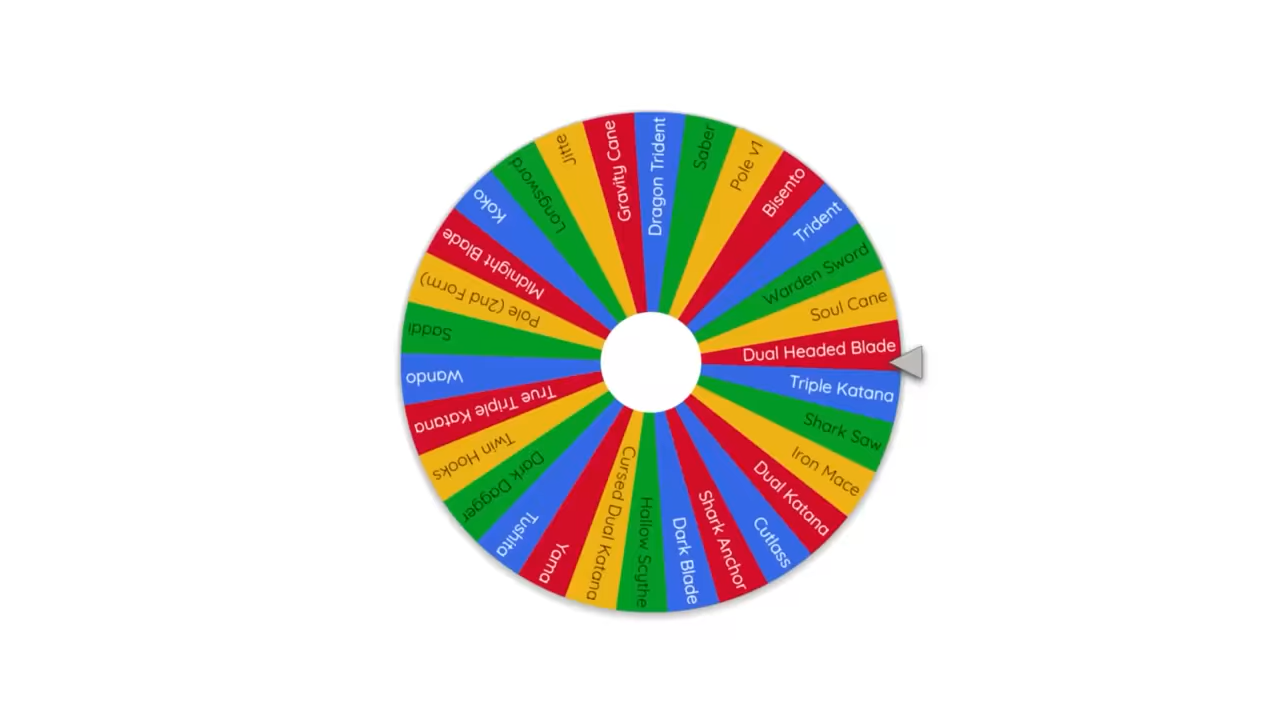 Dual Headed Blade
Triple Katana
Shark Saw
Iron Mace
Dual Katana
Cutlass
Shark Anchor
Dark Blade
Hallow Scythe
Cursed Dual Katana
Yama
Tushita
Dark Dagger
Twin Hooks
True Triple Katana
Wando
Saddi
Pole (2nd Form)
Midnight Blade
Koko
Longsword
Jitte
Gravity Cane
Dragon Trident
Saber
Pole v1
Bisento
Trident
Warden Sword
Soul Cane